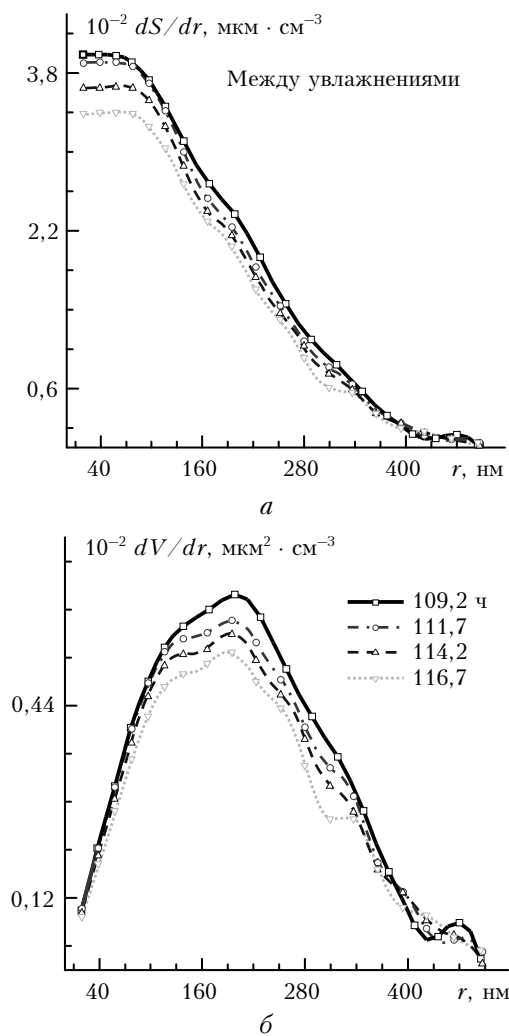 10⁻² dS/dr, мкм · см⁻³
3,8
Между увлажнениями
2,2
0,6
40 160 280 400 r, нм
а
10⁻² dV/dr, мкм² · см⁻³
109,2 ч
111,7
114,2
116,7
0,44
0,12
40 160 280 400 r, нм
б